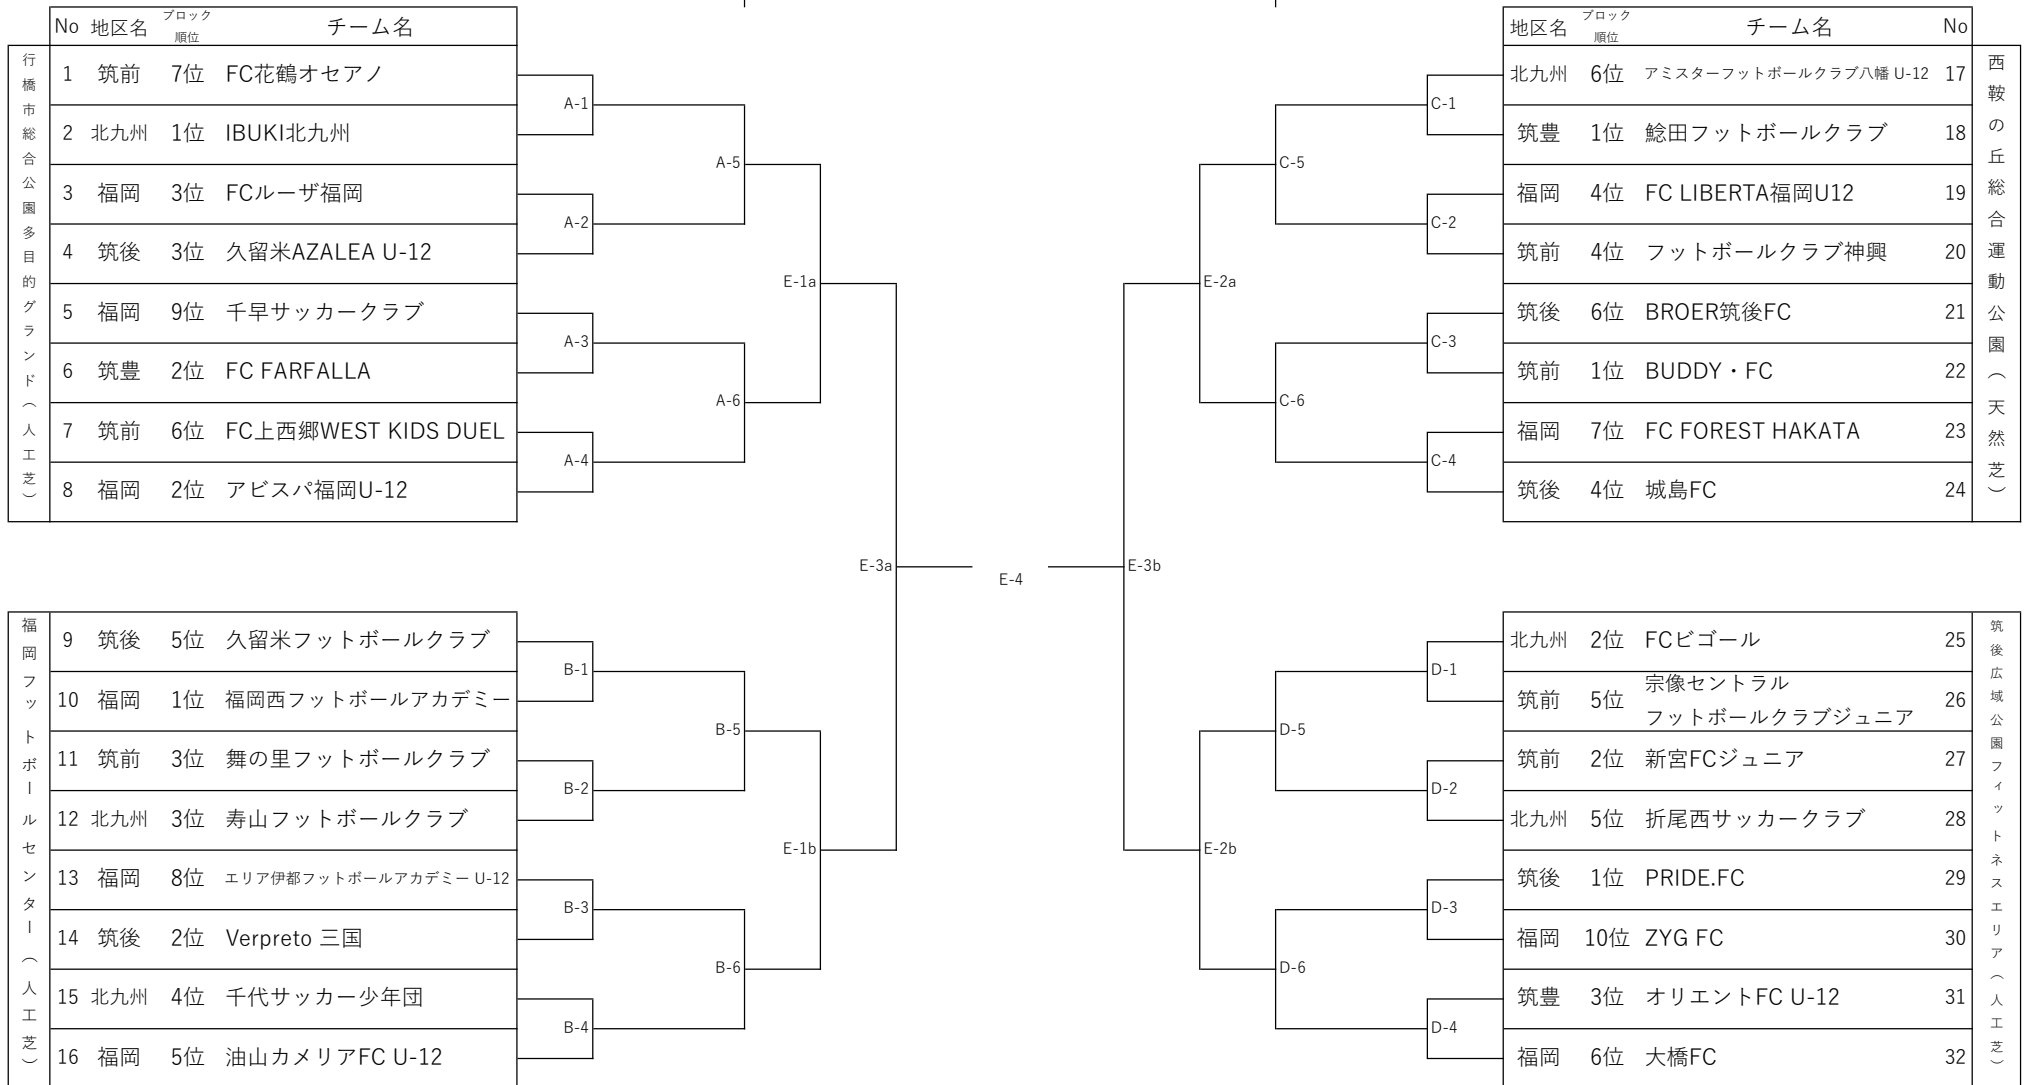 No 地区名 ブロック順位 チーム名
行橋市総合公園多目的グランド（人工芝）
1 筑前 7位 FC花鶴オセアノ
2 北九州 1位 IBUKI北九州
3 福岡 3位 FCルーザ福岡
4 筑後 3位 久留米AZALEA U-12
5 福岡 9位 千早サッカークラブ
6 筑豊 2位 FC FARFALLA
7 筑前 6位 FC上西郷WEST KIDS DUEL
8 福岡 2位 アビスパ福岡U-12
A-1
A-2
A-3
A-4
A-5
A-6
E-1a
福岡フットボールセンター（人工芝）
9 筑後 5位 久留米フットボールクラブ
10 福岡 1位 福岡西フットボールアカデミー
11 筑前 3位 舞の里フットボールクラブ
12 北九州 3位 寿山フットボールクラブ
13 福岡 8位 エリア伊都フットボールアカデミー U-12
14 筑後 2位 Verpreto 三国
15 北九州 4位 千代サッカー少年団
16 福岡 5位 油山カメリアFC U-12
B-1
B-2
B-3
B-4
B-5
B-6
E-1b
E-3a
E-4
E-3b
地区名 ブロック順位 チーム名 No
西鞍の丘総合運動公園（天然芝）
北九州 6位 アミスターフットボールクラブ八幡 U-12 17
筑豊 1位 鯰田フットボールクラブ 18
福岡 4位 FC LIBERTA福岡U12 19
筑前 4位 フットボールクラブ神興 20
筑後 6位 BROER筑後FC 21
筑前 1位 BUDDY・FC 22
福岡 7位 FC FOREST HAKATA 23
筑後 4位 城島FC 24
C-1
C-2
C-3
C-4
C-5
C-6
E-2a
筑後広域公園フィットネスエリア（人工芝）
北九州 2位 FCビゴール 25
筑前 5位 宗像セントラル
フットボールクラブジュニア 26
筑前 2位 新宮FCジュニア 27
北九州 5位 折尾西サッカークラブ 28
筑後 1位 PRIDE.FC 29
福岡 10位 ZYG FC 30
筑豊 3位 オリエントFC U-12 31
福岡 6位 大橋FC 32
D-1
D-2
D-3
D-4
D-5
D-6
E-2b